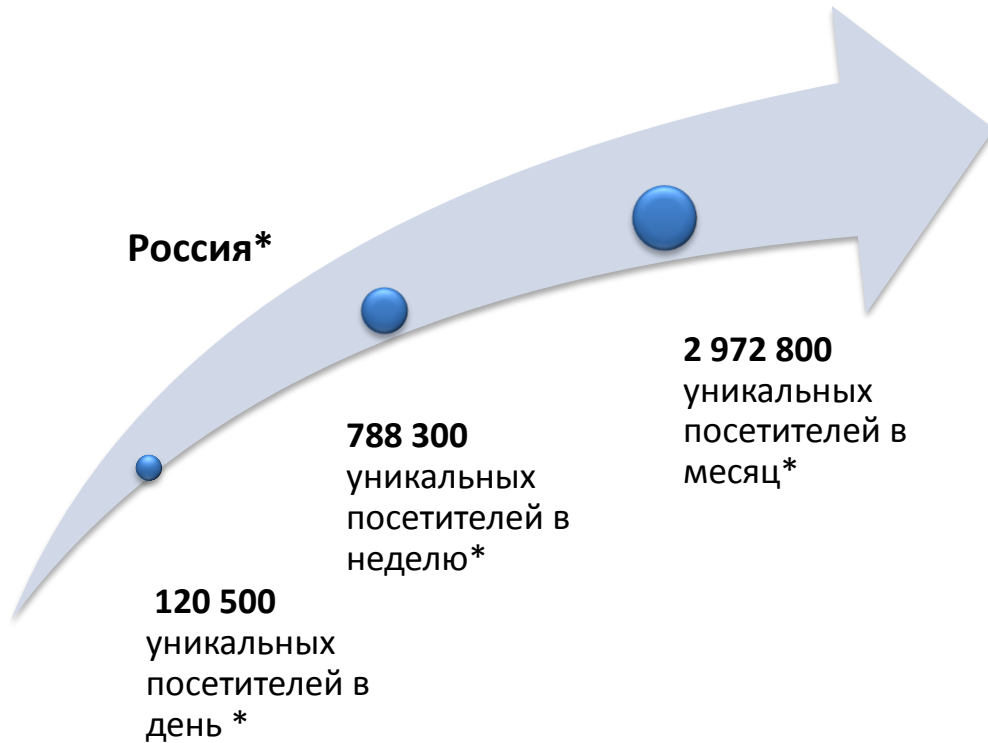 Россия*
120 500
уникальных
посетителей в
день *
788 300
уникальных
посетителей в
неделю*
2 972 800
уникальных
посетителей в
месяц*